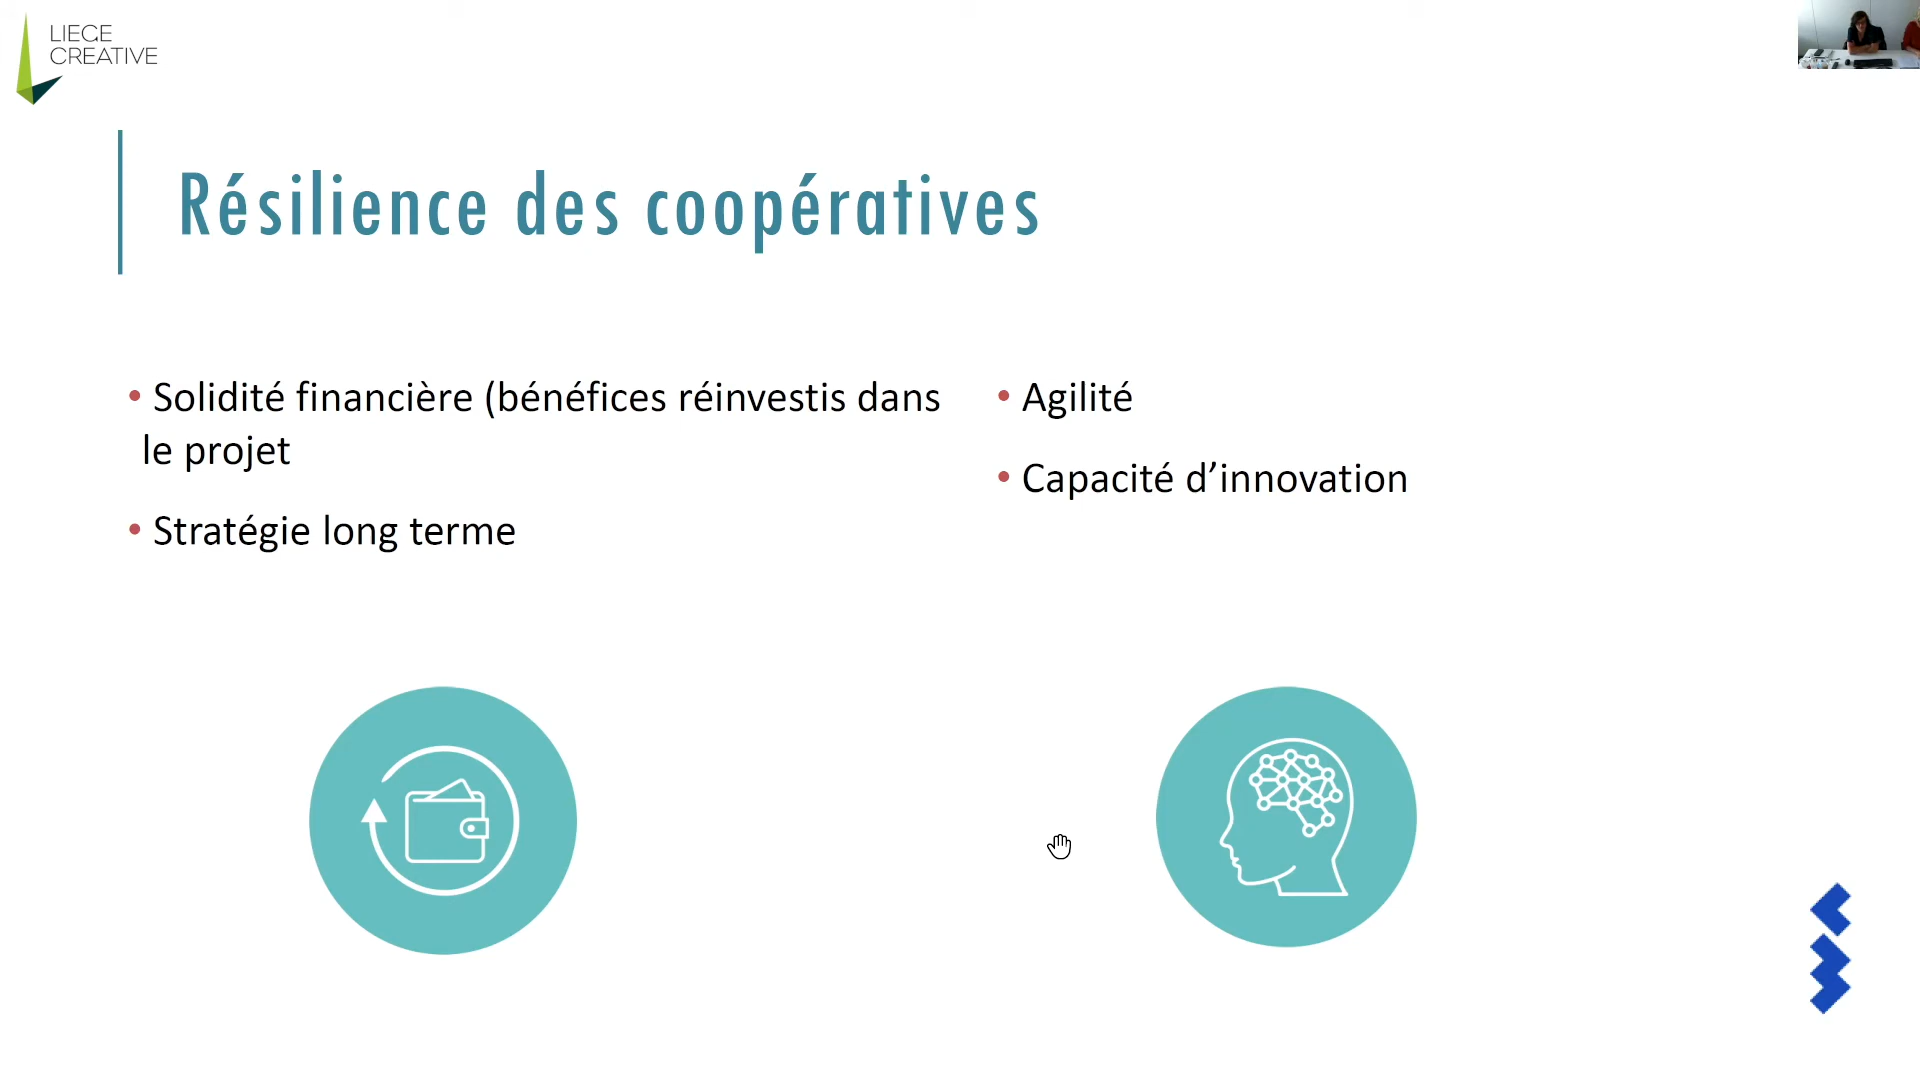 LIEGE
CREATIVE
Résilience des coopératives
• Solidité financière (bénéfices réinvestis dans
le projet
• Stratégie long terme
• Agilité
• Capacité d’innovation